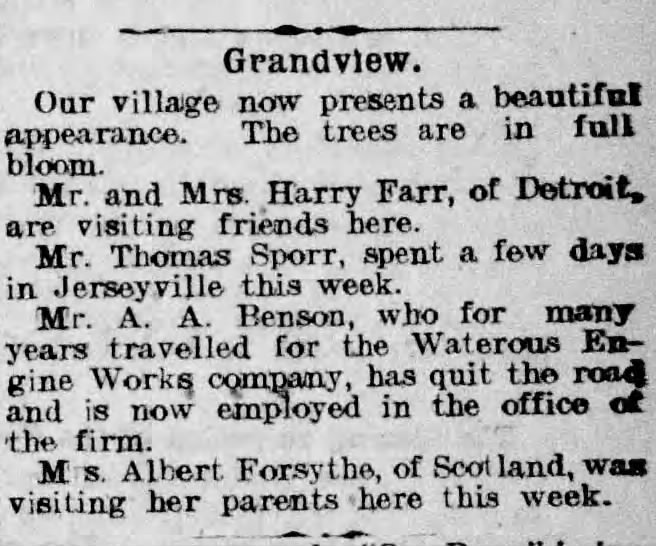 Grandview.
Our village now presents a beautiful
appearance. The trees are in full
bloom.
Mr. and Mrs. Harry Farr, of Detroit,
are visiting friends here.
Mr. Thomas Sporr, spent a few days
in Jerseyville this week.
Mr. A. A. Benson, who for many
years travelled for the Waterous En-
gine Works company, has quit the road
and is now employed in the office of
the firm.
M s. Albert Forsythe, of Scotland, was
visiting her parents here this week.